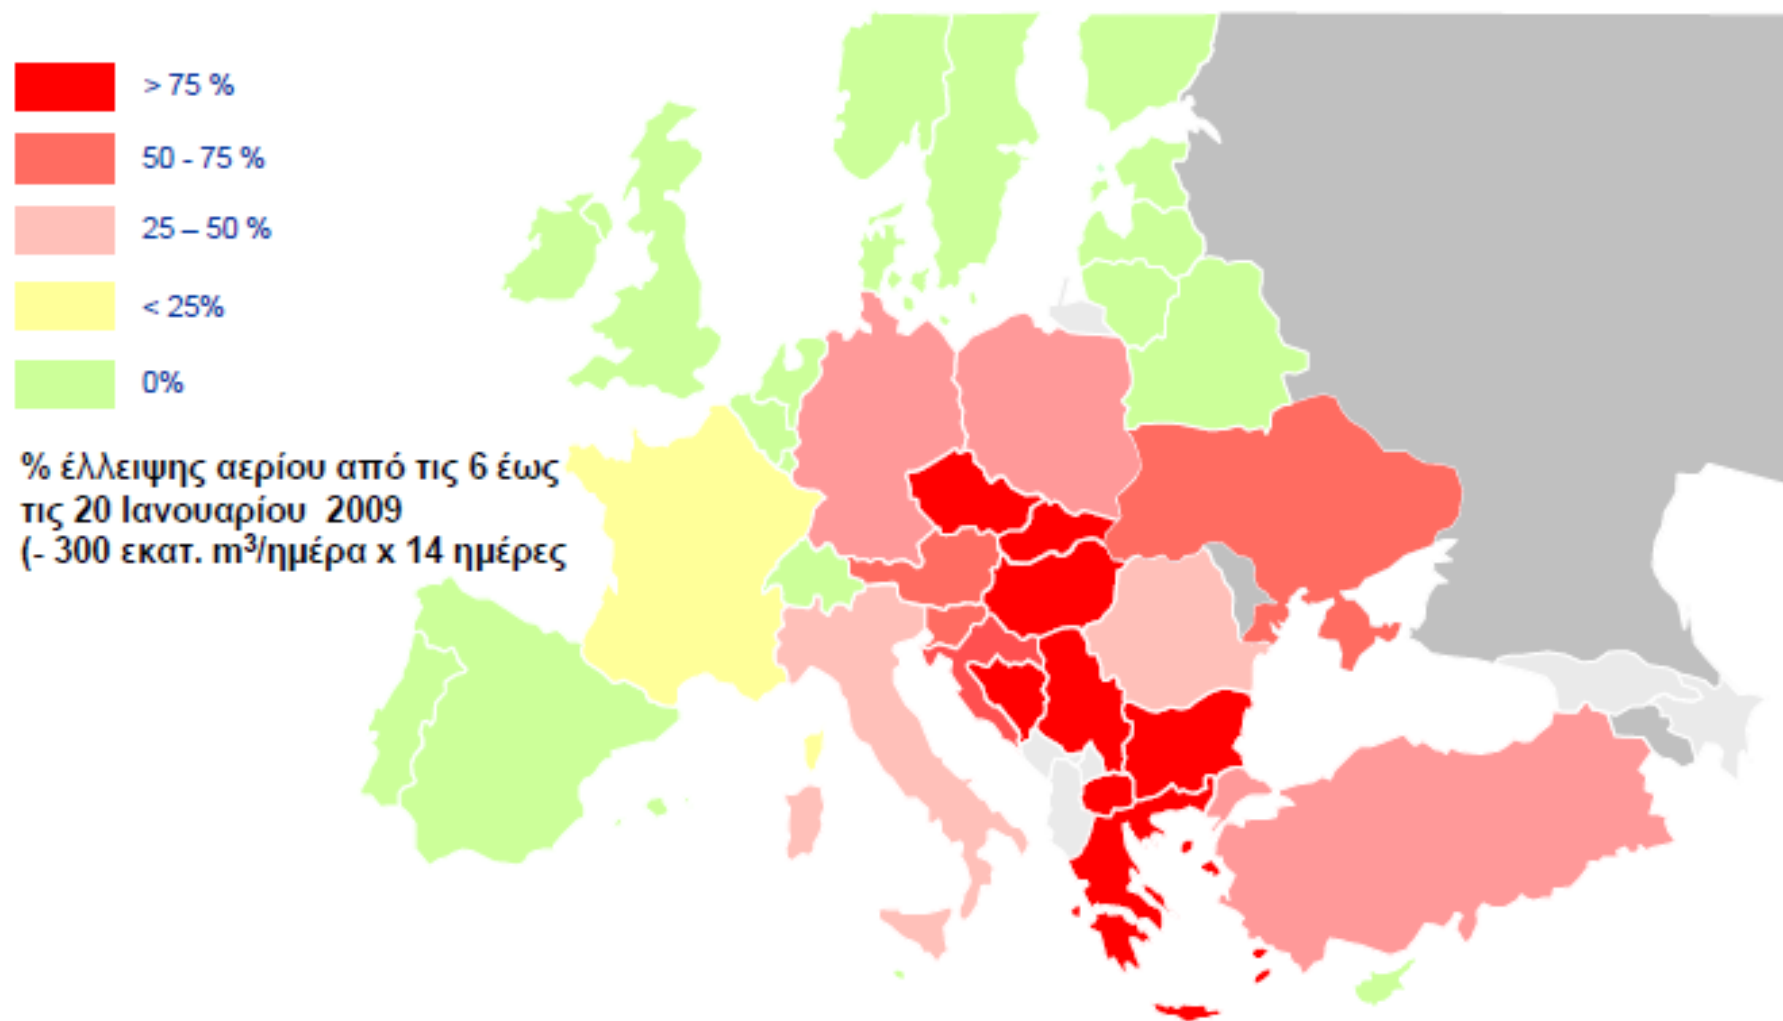 > 75 %
50 - 75 %
25 – 50 %
< 25%
0%
% έλλειψης αερίου από τις 6 έως
τις 20 Ιανουαρίου 2009
(- 300 εκατ. m³/ημέρα x 14 ημέρες